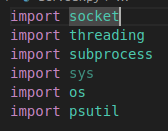 import socket
import threading
import subprocess
import sys
import os
import psutil